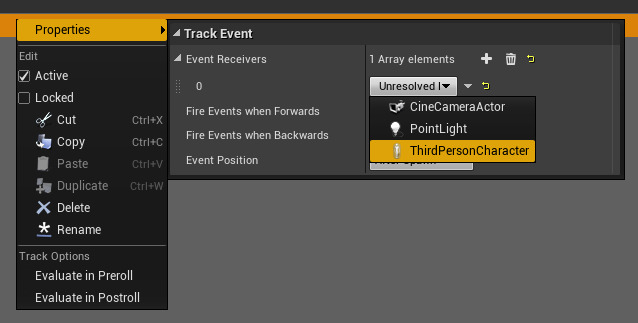 Properties
Edit
Active
Locked
Cut Ctrl+X
Copy Ctrl+C
Paste Ctrl+V
Duplicate Ctrl+W
Delete
Rename
Track Options
Evaluate in Preroll
Evaluate in Postroll
Track Event
Event Receivers 1 Array elements
0 Unresolved
Fire Events when Forwards
Fire Events when Backwards
Event Position
CineCameraActor
PointLight
ThirdPersonCharacter